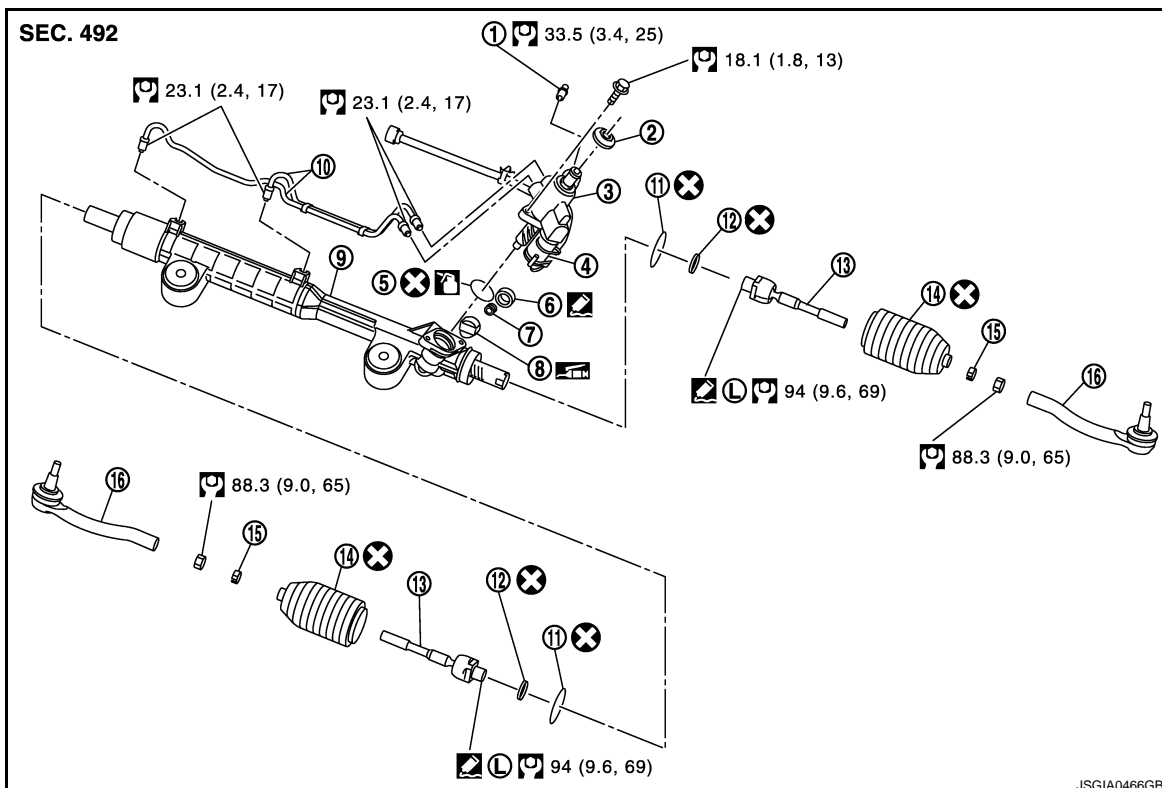 SEC. 492
① 33.5 (3.4, 25)
18.1 (1.8, 13)
23.1 (2.4, 17)
23.1 (2.4, 17)
②
⑩
③
⑪
⑫
④
⑨
⑤
⑥
⑬
⑭
⑦
⑮
⑧
Ⓛ 94 (9.6, 69)
⑯
88.3 (9.0, 65)
⑯
88.3 (9.0, 65)
⑮
⑭
⑬
⑫
⑪
Ⓛ 94 (9.6, 69)
JSGIA0466GB